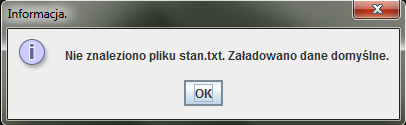 Informacja.
Nie znaleziono pliku stan.txt. Załadowano dane domyślne.
OK